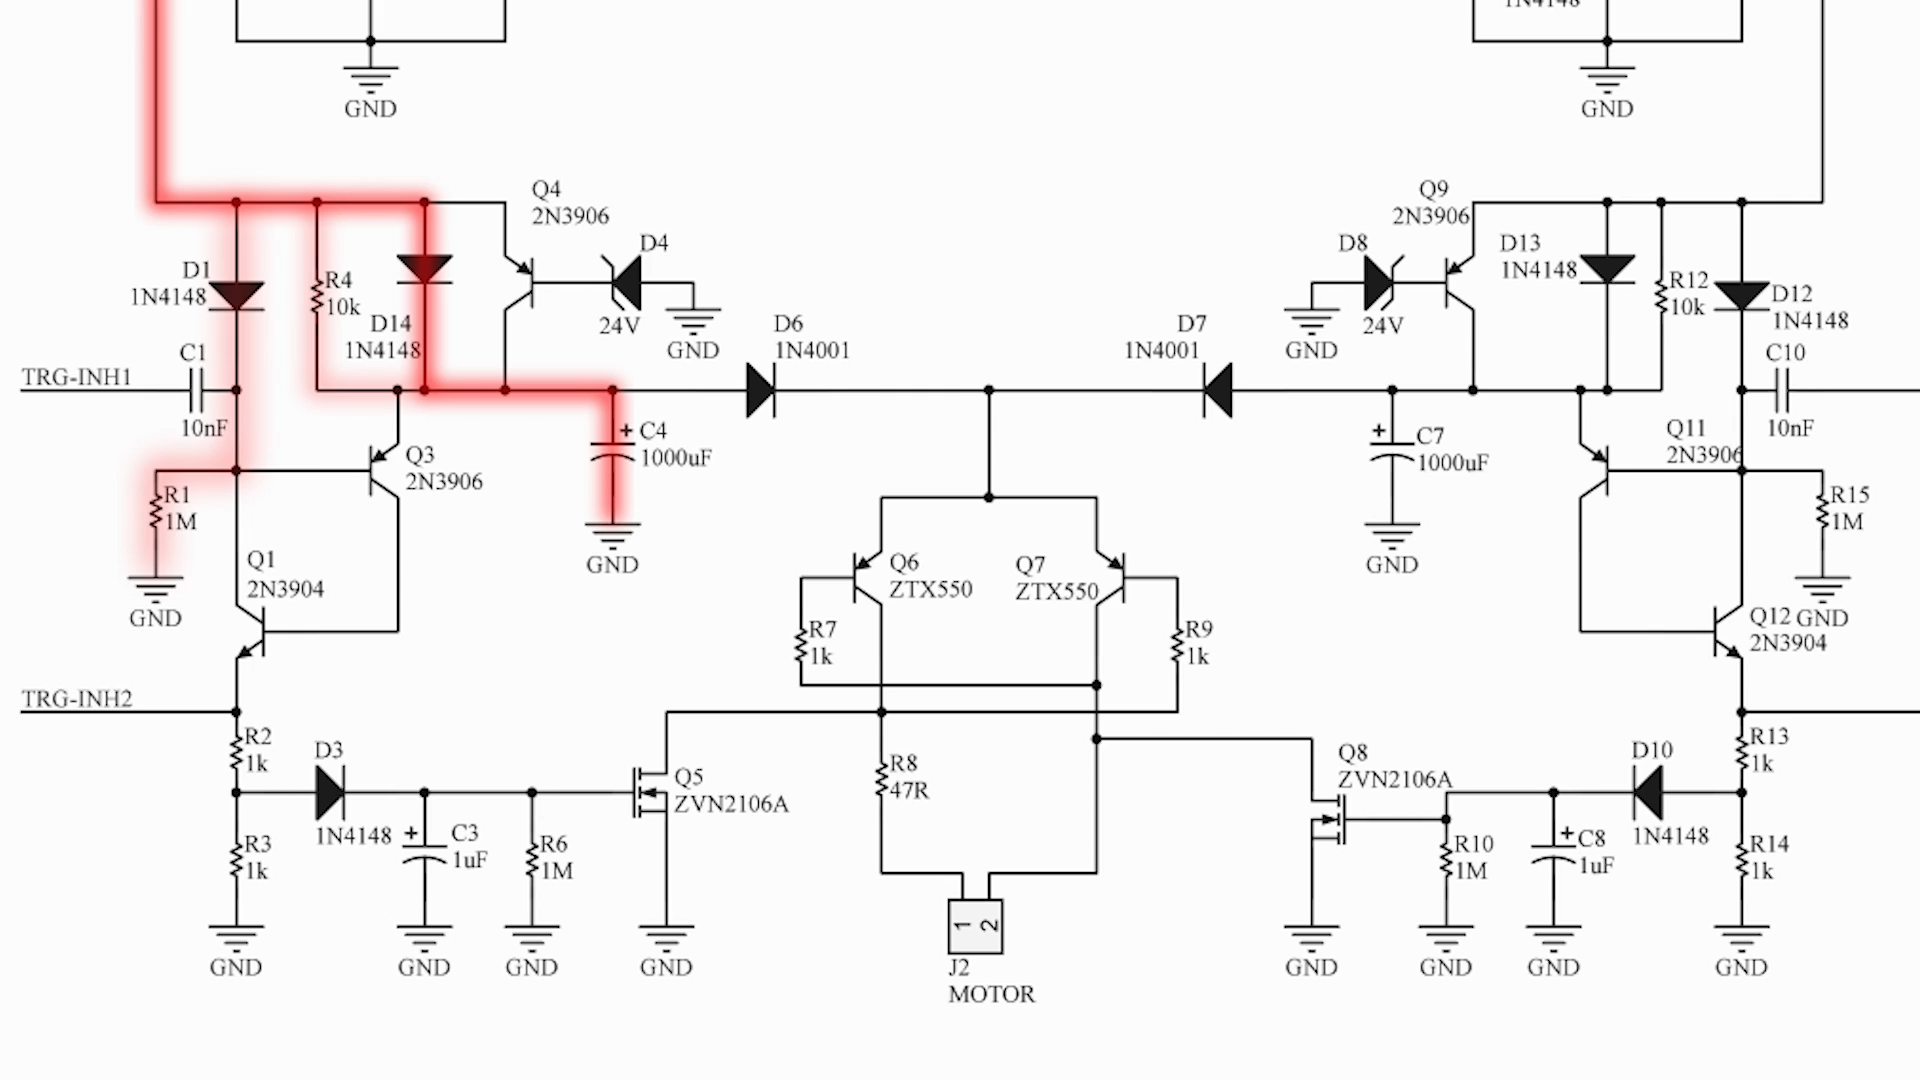 1N4148
GND
GND
Q4
2N3906
Q9
2N3906
D4
D8
D13
1N4148
D1
1N4148
R4
10k
R12
10k
D12
1N4148
24V
GND
D14
1N4148
D6
1N4001
D7
1N4001
24V
GND
TRG-INH1
C1
10nF
C10
10nF
Q3
2N3906
+ C4
1000uF
+ C7
1000uF
Q11
2N3906
R1
1M
R15
1M
GND
GND
GND
GND
Q1
2N3904
Q6
ZTX550
Q7
ZTX550
Q12
2N3904
R7
1k
R9
1k
TRG-INH2
R2
1k
D3
1N4148
Q5
ZVN2106A
R8
47R
Q8
ZVN2106A
D10
1N4148
R13
1k
R3
1k
+ C3
1uF
R6
1M
R10
1M
+ C8
1uF
R14
1k
1 2
GND
GND
GND
GND
J2
MOTOR
GND
GND
GND
GND